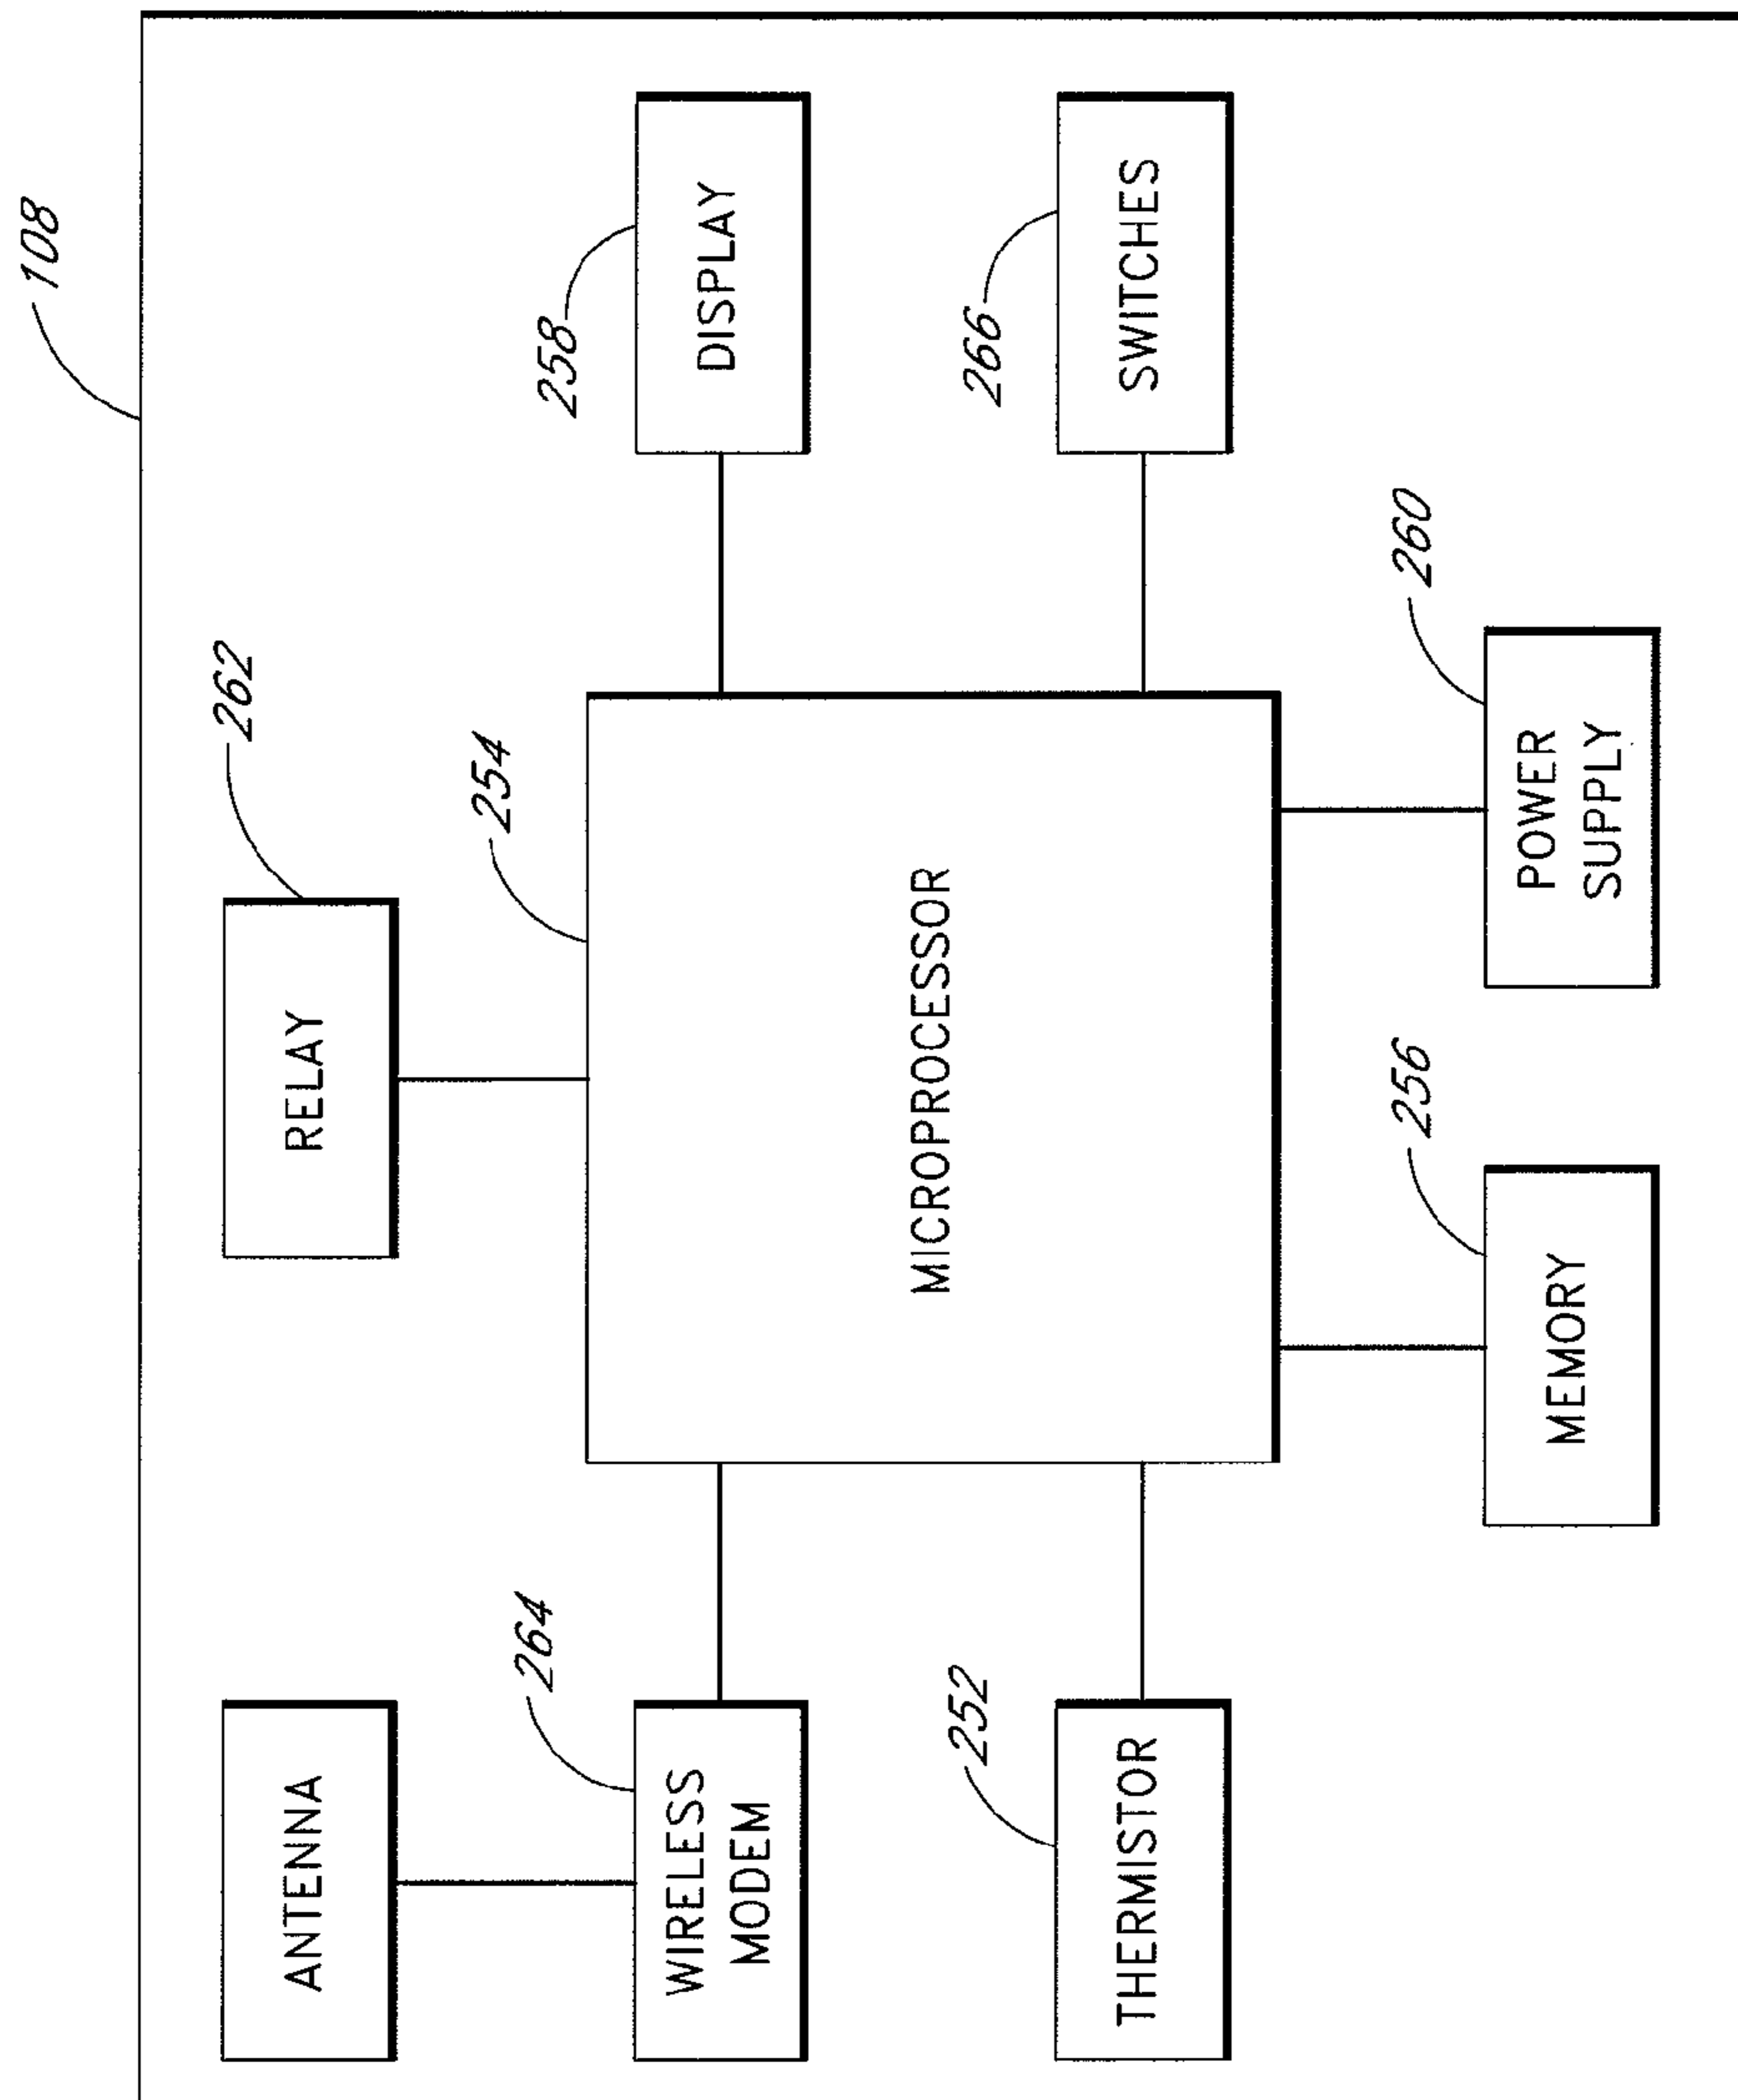 108
ANTENNA
RELAY
262
264
WIRELESS
MODEM
254
258
DISPLAY
MICROPROCESSOR
252
THERMISTOR
266
SWITCHES
256
MEMORY
260
POWER
SUPPLY